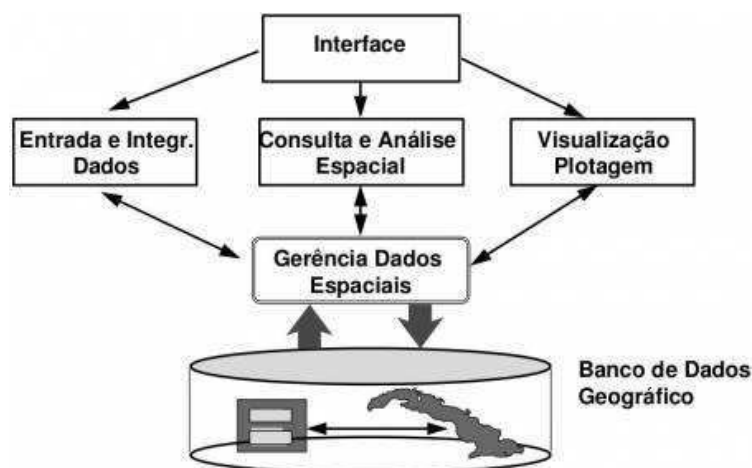 Interface
Entrada e Integr.
Dados
Consulta e Análise
Espacial
Visualização
Plotagem
Gerência Dados
Espaciais
Banco de Dados
Geográfico